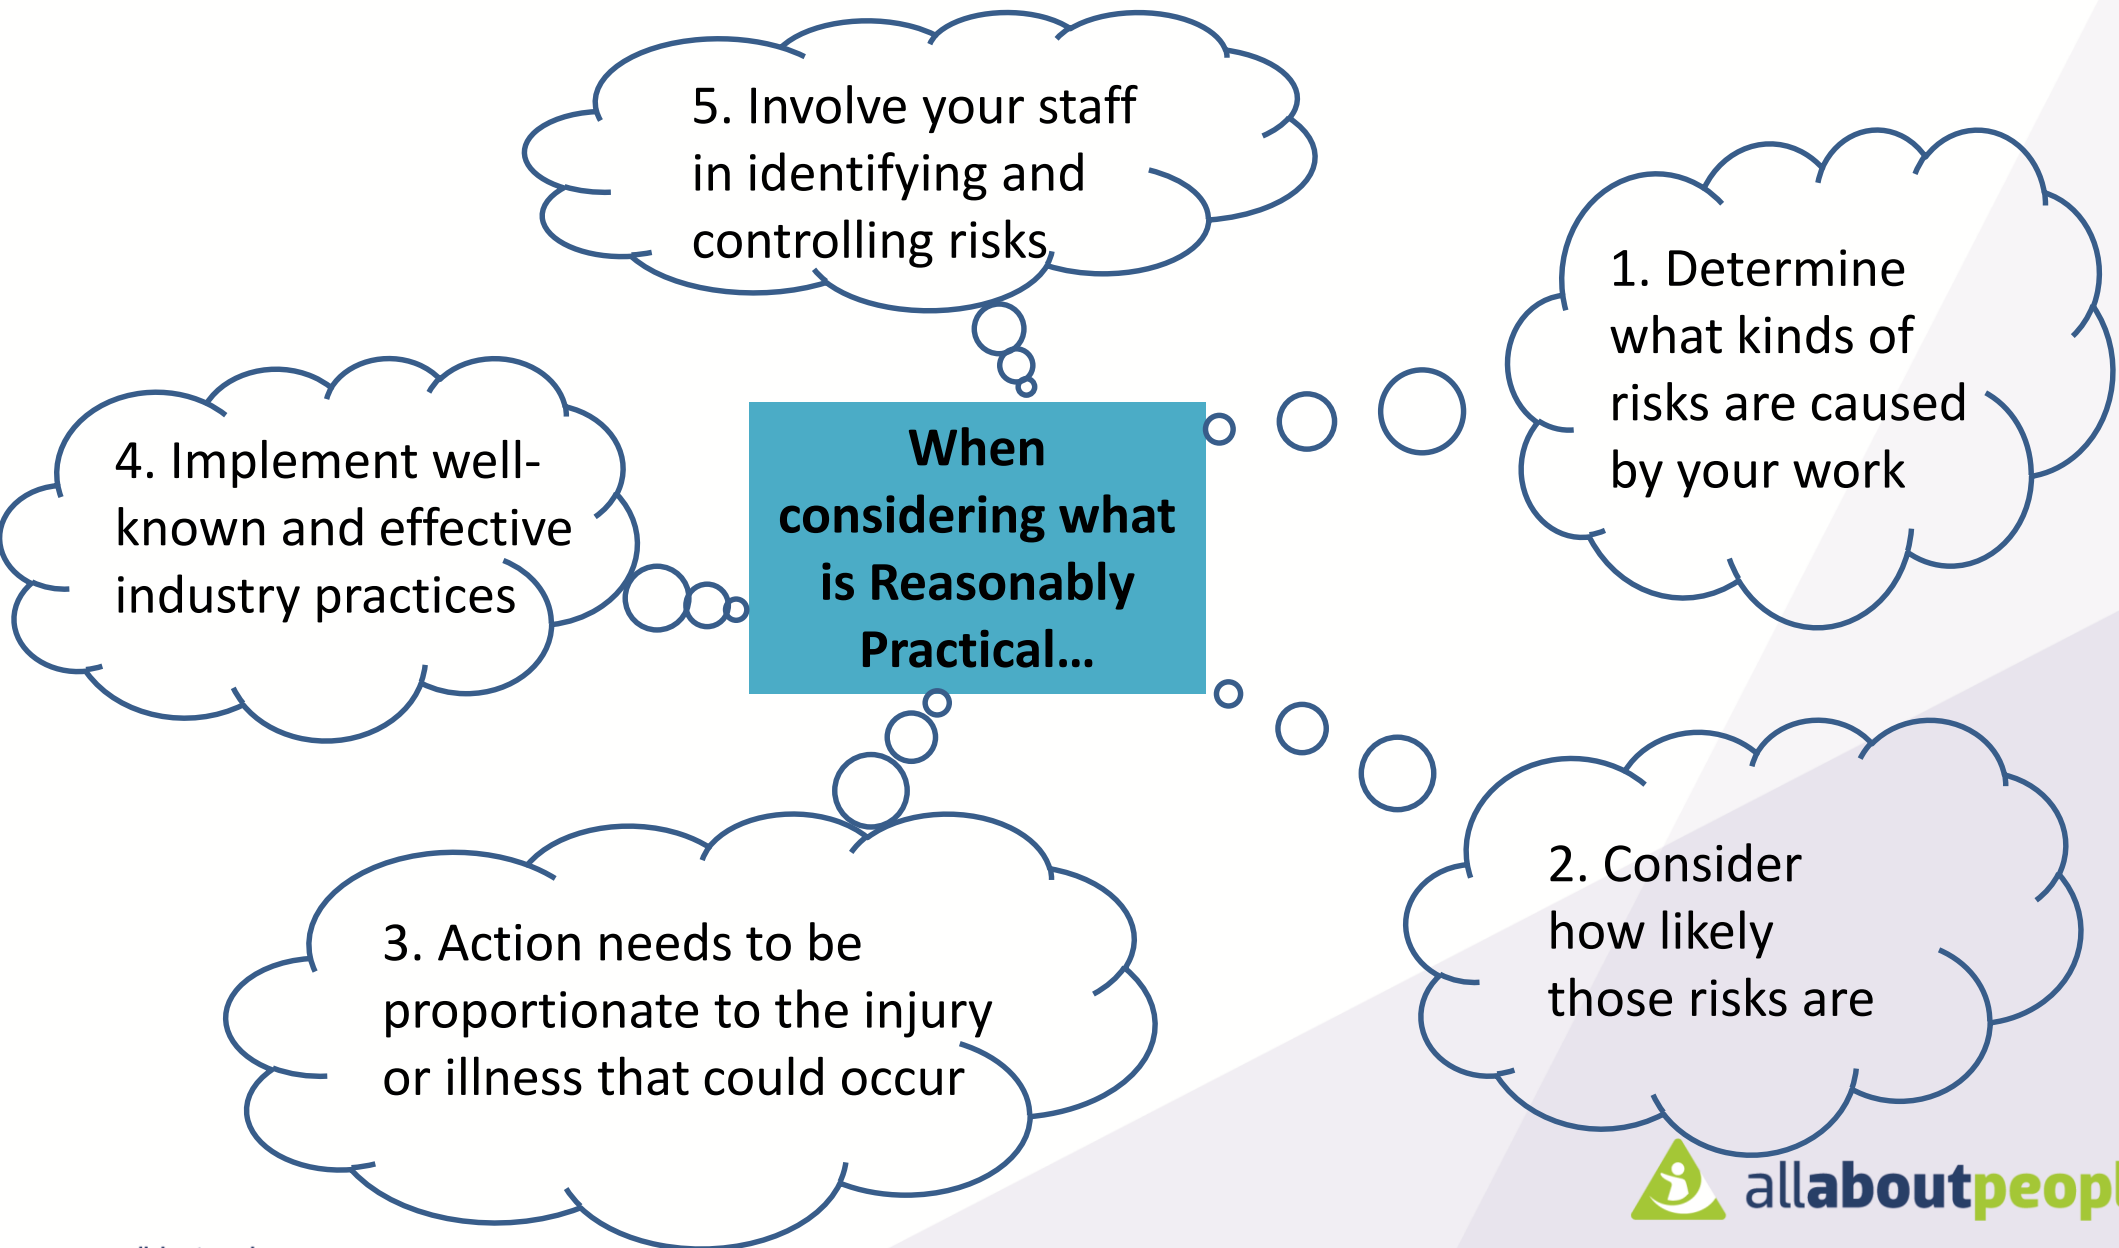 When
considering what
is Reasonably
Practical...
1. Determine
what kinds of
risks are caused
by your work
2. Consider
how likely
those risks are
3. Action needs to be
proportionate to the injury
or illness that could occur
4. Implement well-
known and effective
industry practices
5. Involve your staff
in identifying and
controlling risks
allaboutpeopl